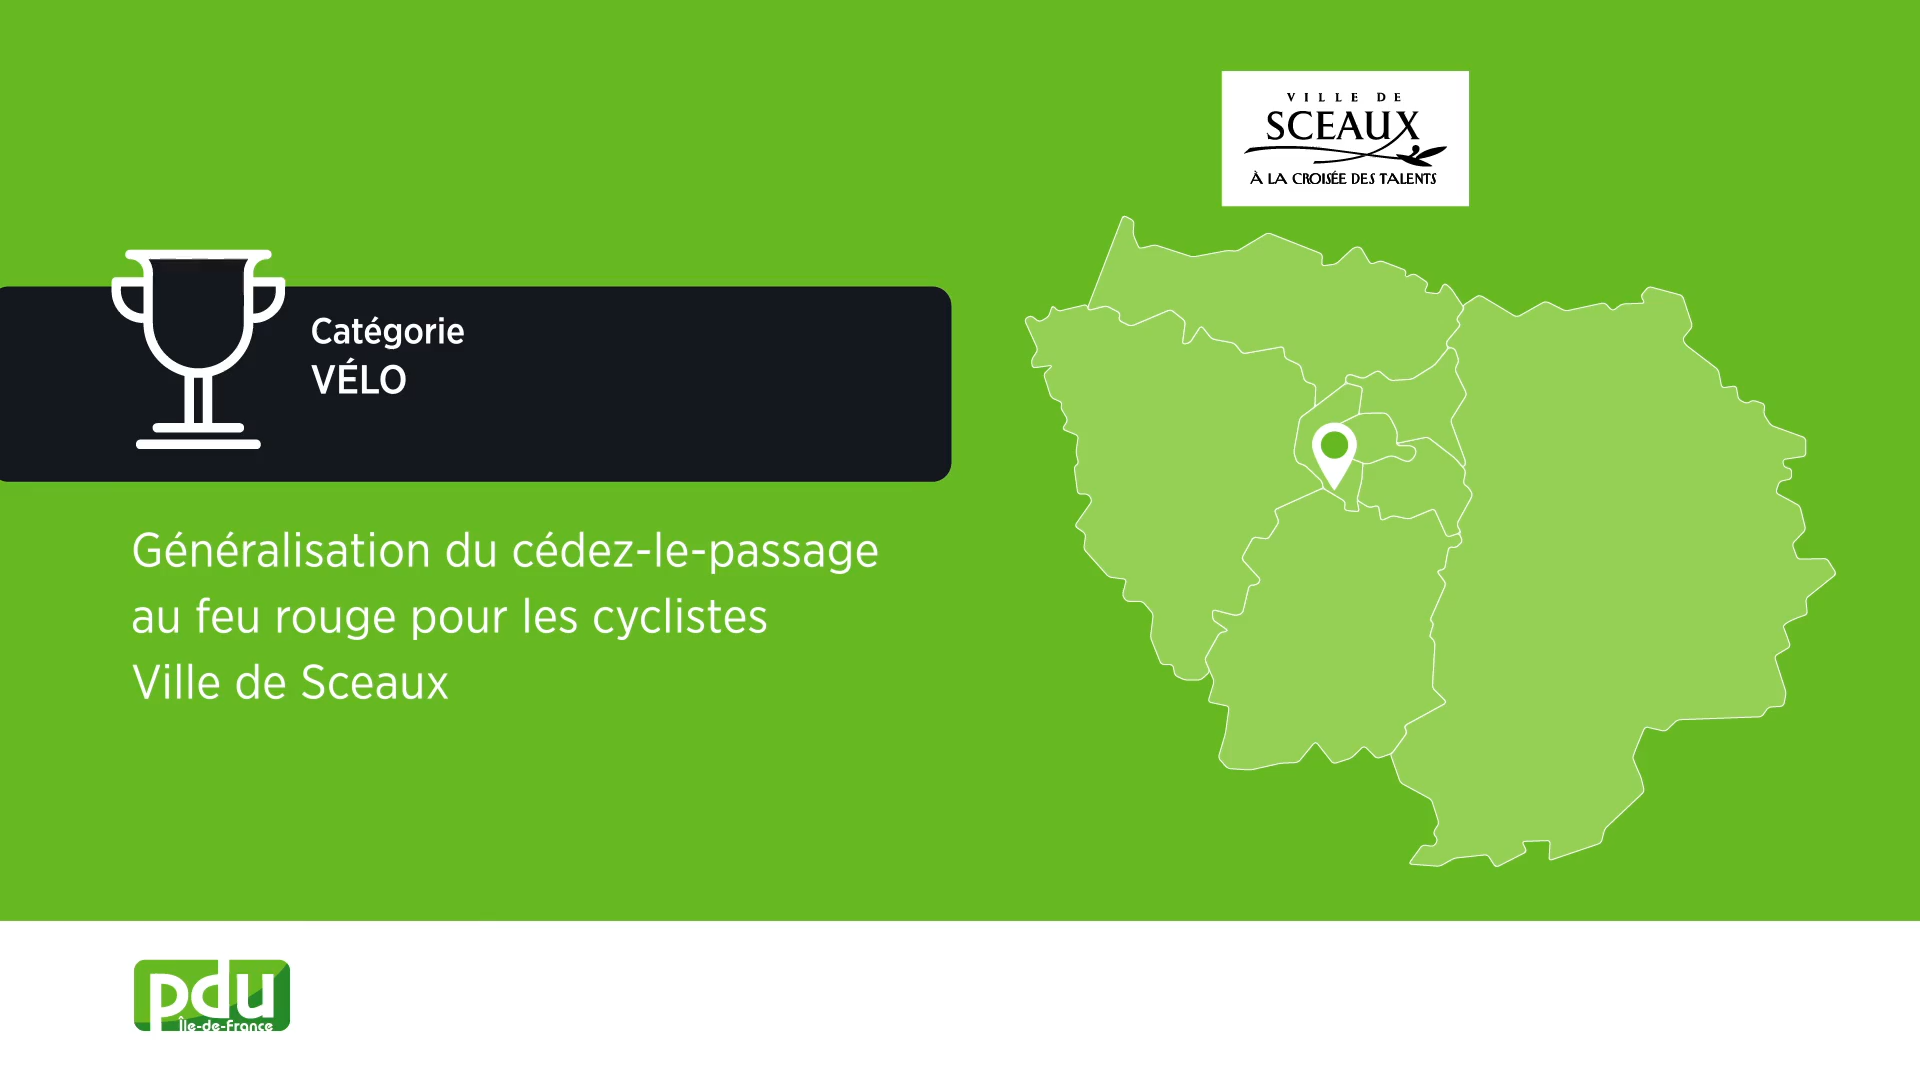 VILLE DE
SCEAUX
À LA CROISÉE DES TALENTS
Catégorie
VÉLO
Généralisation du cédez-le-passage
au feu rouge pour les cyclistes
Ville de Sceaux
pdu
Île-de-France